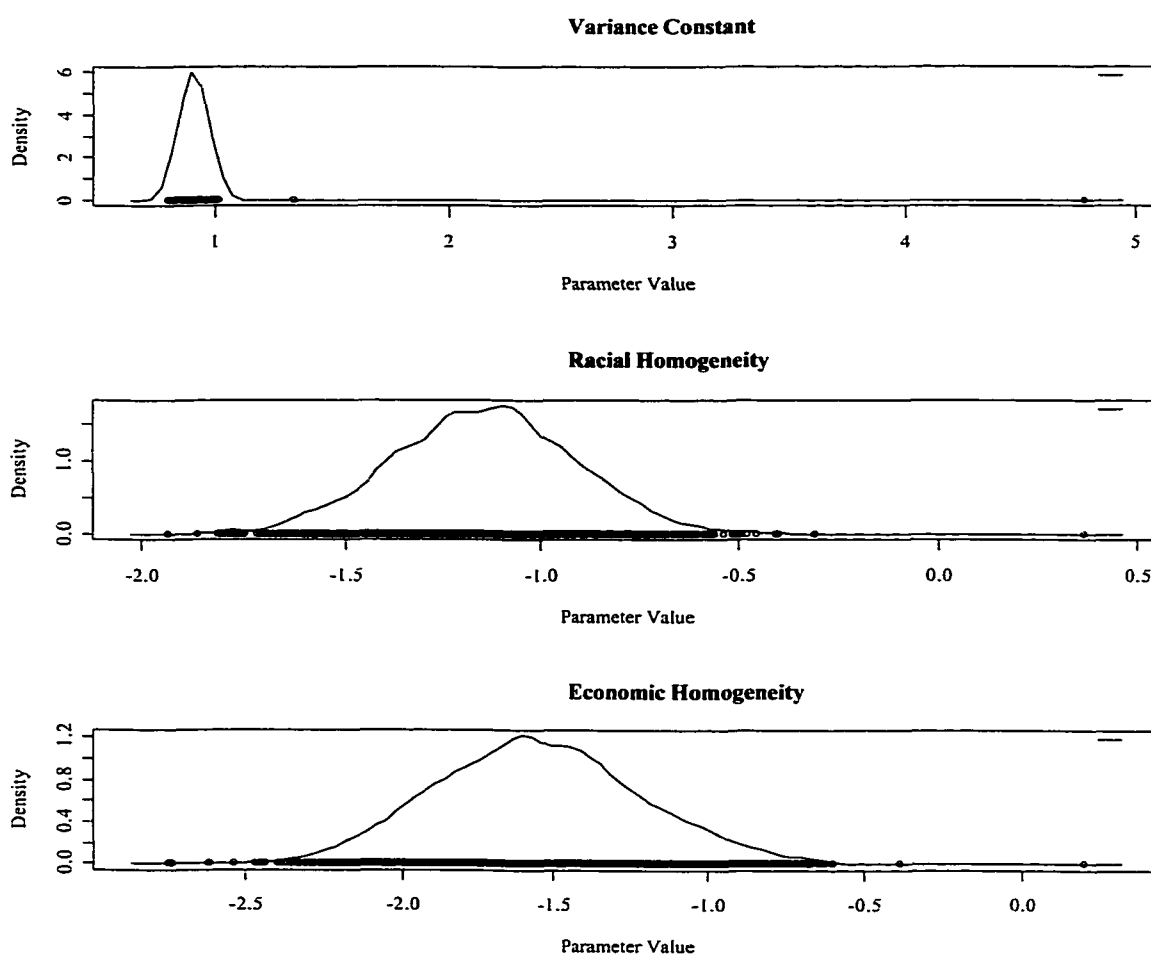 Variance Constant
6
4
2
0
Density
1 2 3 4 5
Parameter Value
Racial Homogeneity
1.0
0.0
Density
-2.0 -1.5 -1.0 -0.5 0.0 0.5
Parameter Value
Economic Homogeneity
1.2
0.8
0.4
0.0
Density
-2.5 -2.0 -1.5 -1.0 -0.5 0.0
Parameter Value